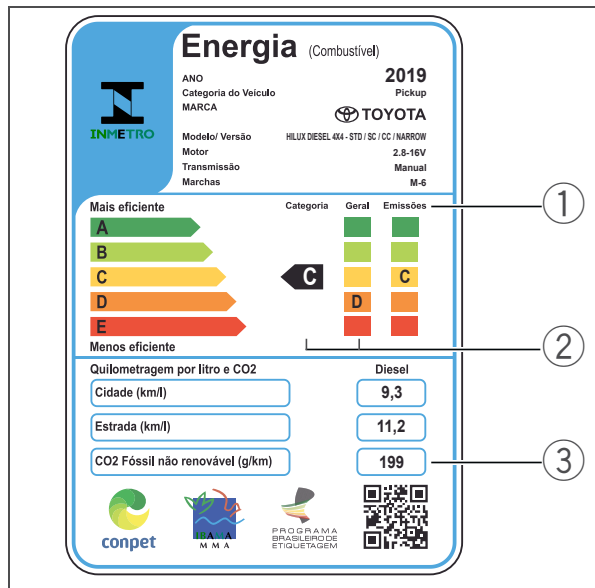 Energia (Combustível)
ANO 2019
Categoria do Veículo Pickup
MARCA TOYOTA
INMETRO
Modelo/ Versão HILUX DIESEL 4X4 - STD / SC / CC / NARROW
Motor 2.8-16V
Transmissão Manual
Marchas M-6
Mais eficiente Categoria Geral Emissões 1
A
B
C C C
D D
E
Menos eficiente 2
Quilometragem por litro e CO2 Diesel
Cidade (km/l) 9,3
Estrada (km/l) 11,2
CO2 Fóssil não renovável (g/km) 199 3
conpet
IBAMA
MMA
PROGRAMA
BRASILEIRO DE
ETIQUETAGEM